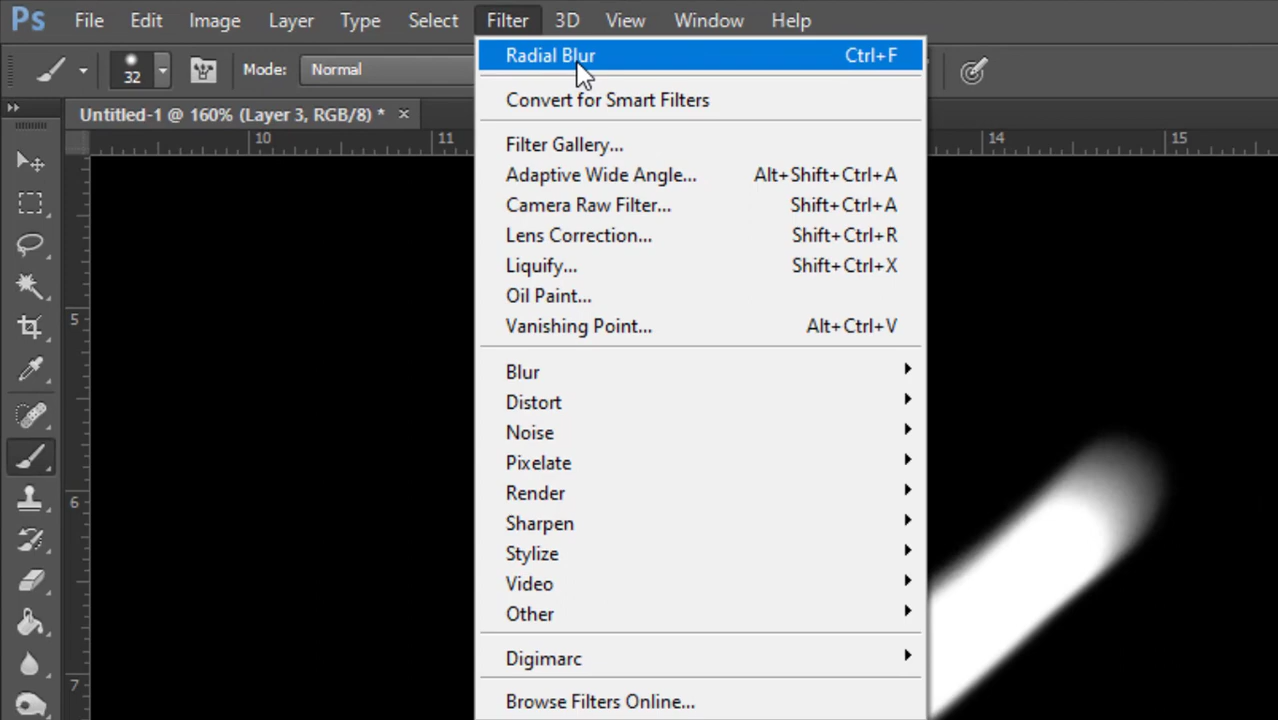 Ps File Edit Image Layer Type Select Filter 3D View Window Help
32 Mode: Normal
Untitled-1 @ 160% (Layer 3, RGB/8) * ×
10 11 14 15
5
6
7
Radial Blur Ctrl+F
Convert for Smart Filters
Filter Gallery...
Adaptive Wide Angle... Alt+Shift+Ctrl+A
Camera Raw Filter... Shift+Ctrl+A
Lens Correction... Shift+Ctrl+R
Liquify... Shift+Ctrl+X
Oil Paint...
Vanishing Point... Alt+Ctrl+V
Blur
Distort
Noise
Pixelate
Render
Sharpen
Stylize
Video
Other
Digimarc
Browse Filters Online...